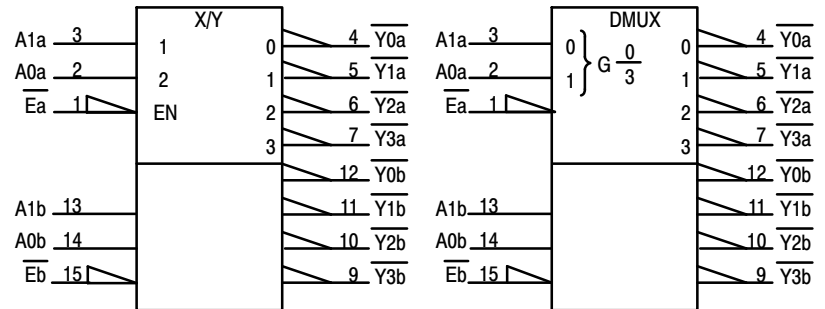 X/Y
A1a 3 1 0 4 Y0a
A0a 2 2 1 5 Y1a
Ea 1 EN 2 6 Y2a
3 7 Y3a
12 Y0b
A1b 13 11 Y1b
A0b 14 10 Y2b
Eb 15 9 Y3b
DMUX
A1a 3 0 0 4 Y0a
A0a 2 1 G 0/3 1 5 Y1a
Ea 1 2 6 Y2a
3 7 Y3a
12 Y0b
A1b 13 11 Y1b
A0b 14 10 Y2b
Eb 15 9 Y3b